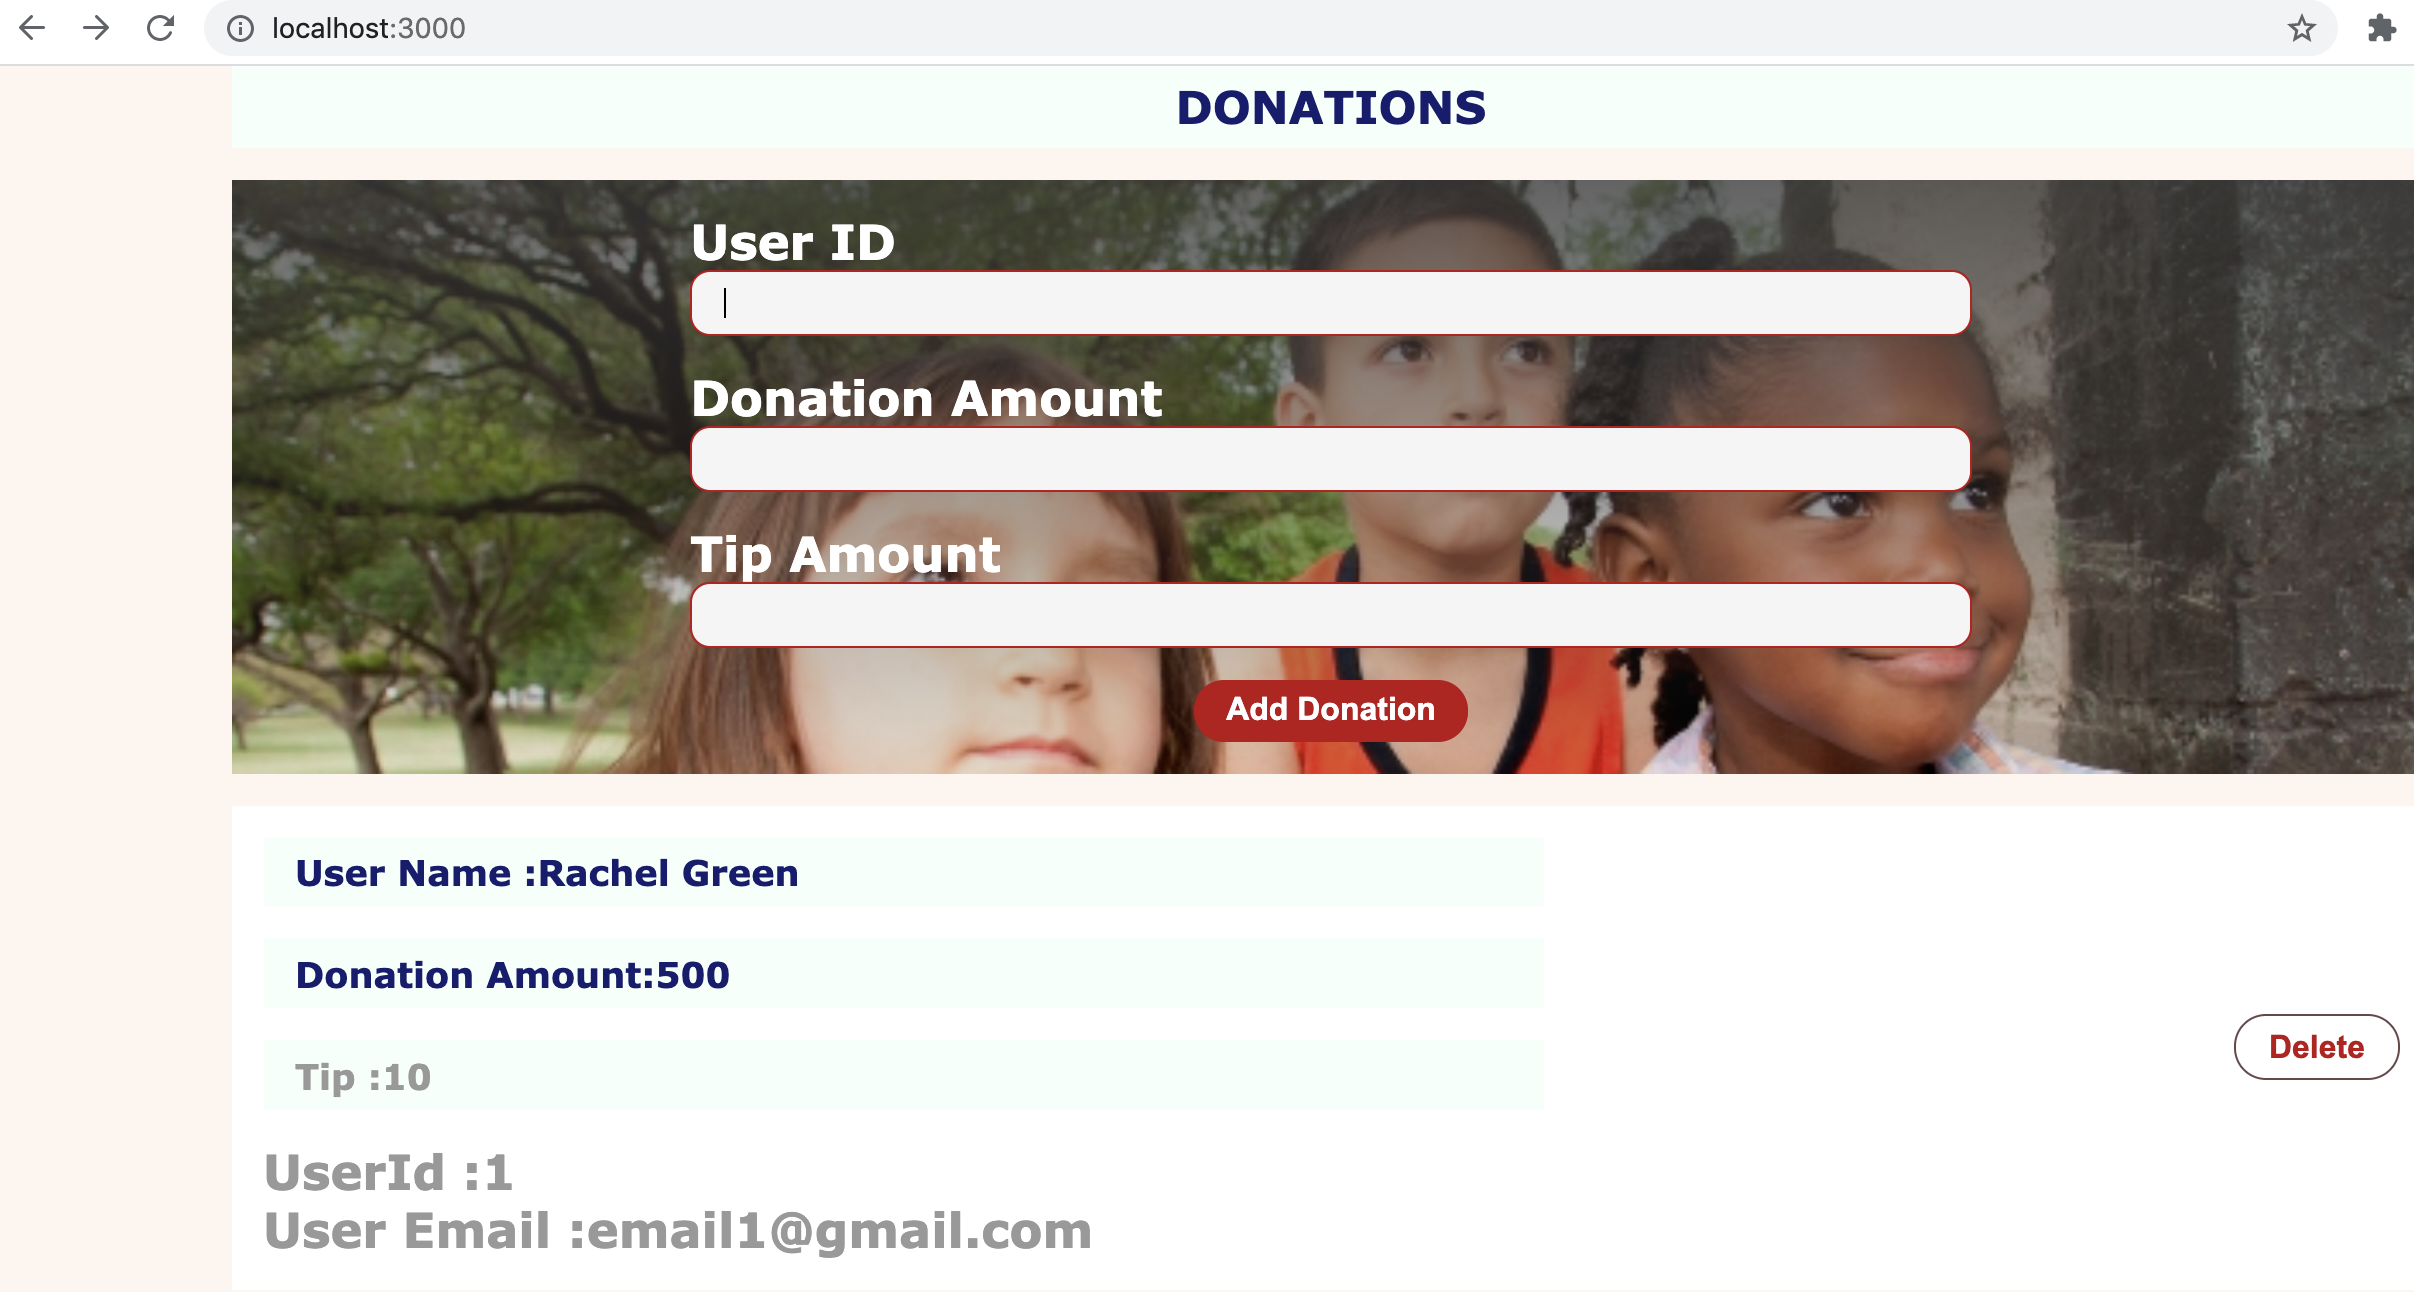 localhost:3000
DONATIONS
User ID
Donation Amount
Tip Amount
Add Donation
User Name :Rachel Green
Donation Amount:500
Delete
Tip :10
UserId :1
User Email :email1@gmail.com